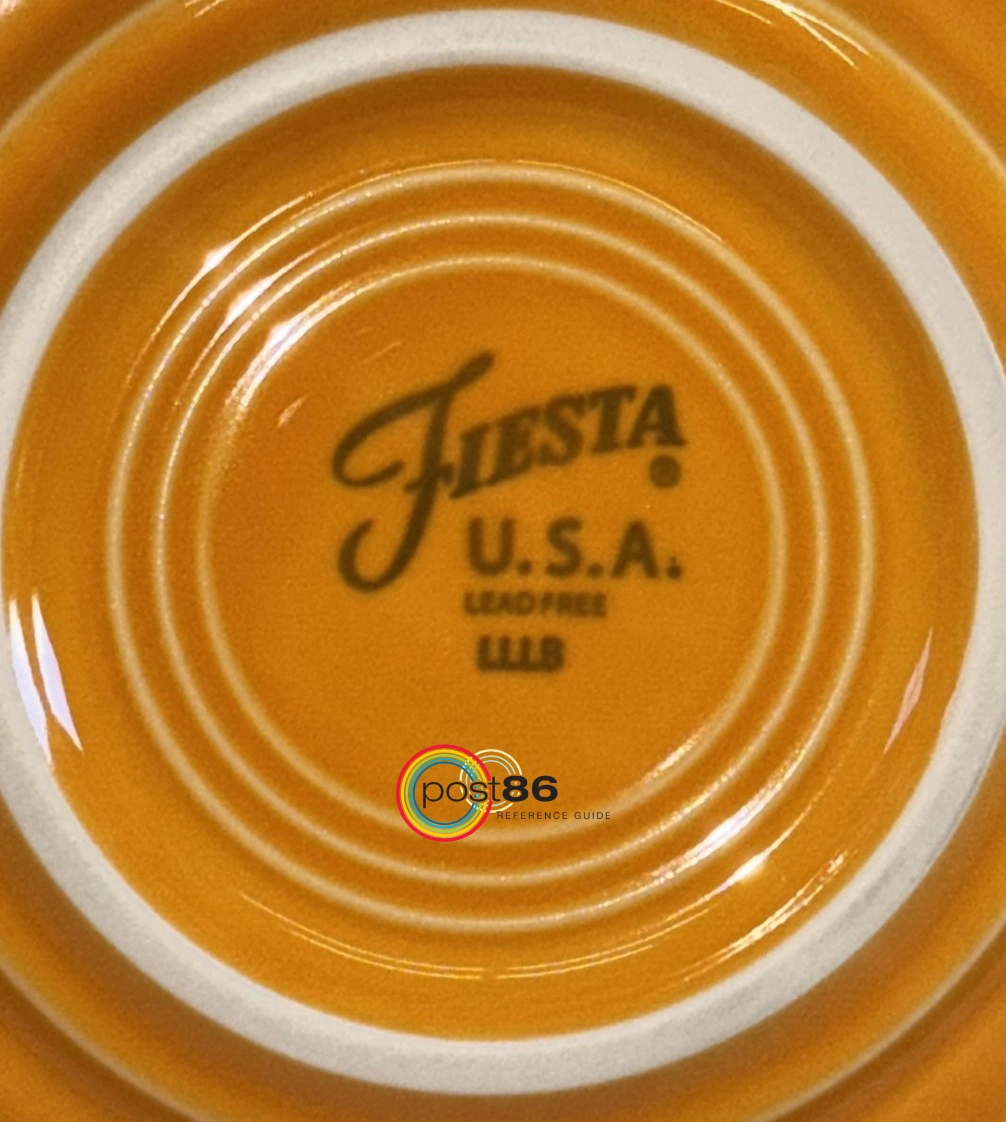 FIESTA
®
U.S.A.
LEAD FREE
LLLB
post86
REFERENCE GUIDE